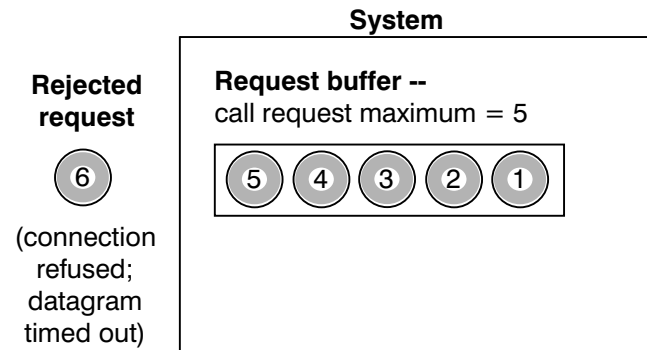 System
Rejected
request
Request buffer --
call request maximum = 5
6
5 4 3 2 1
(connection
refused;
datagram
timed out)